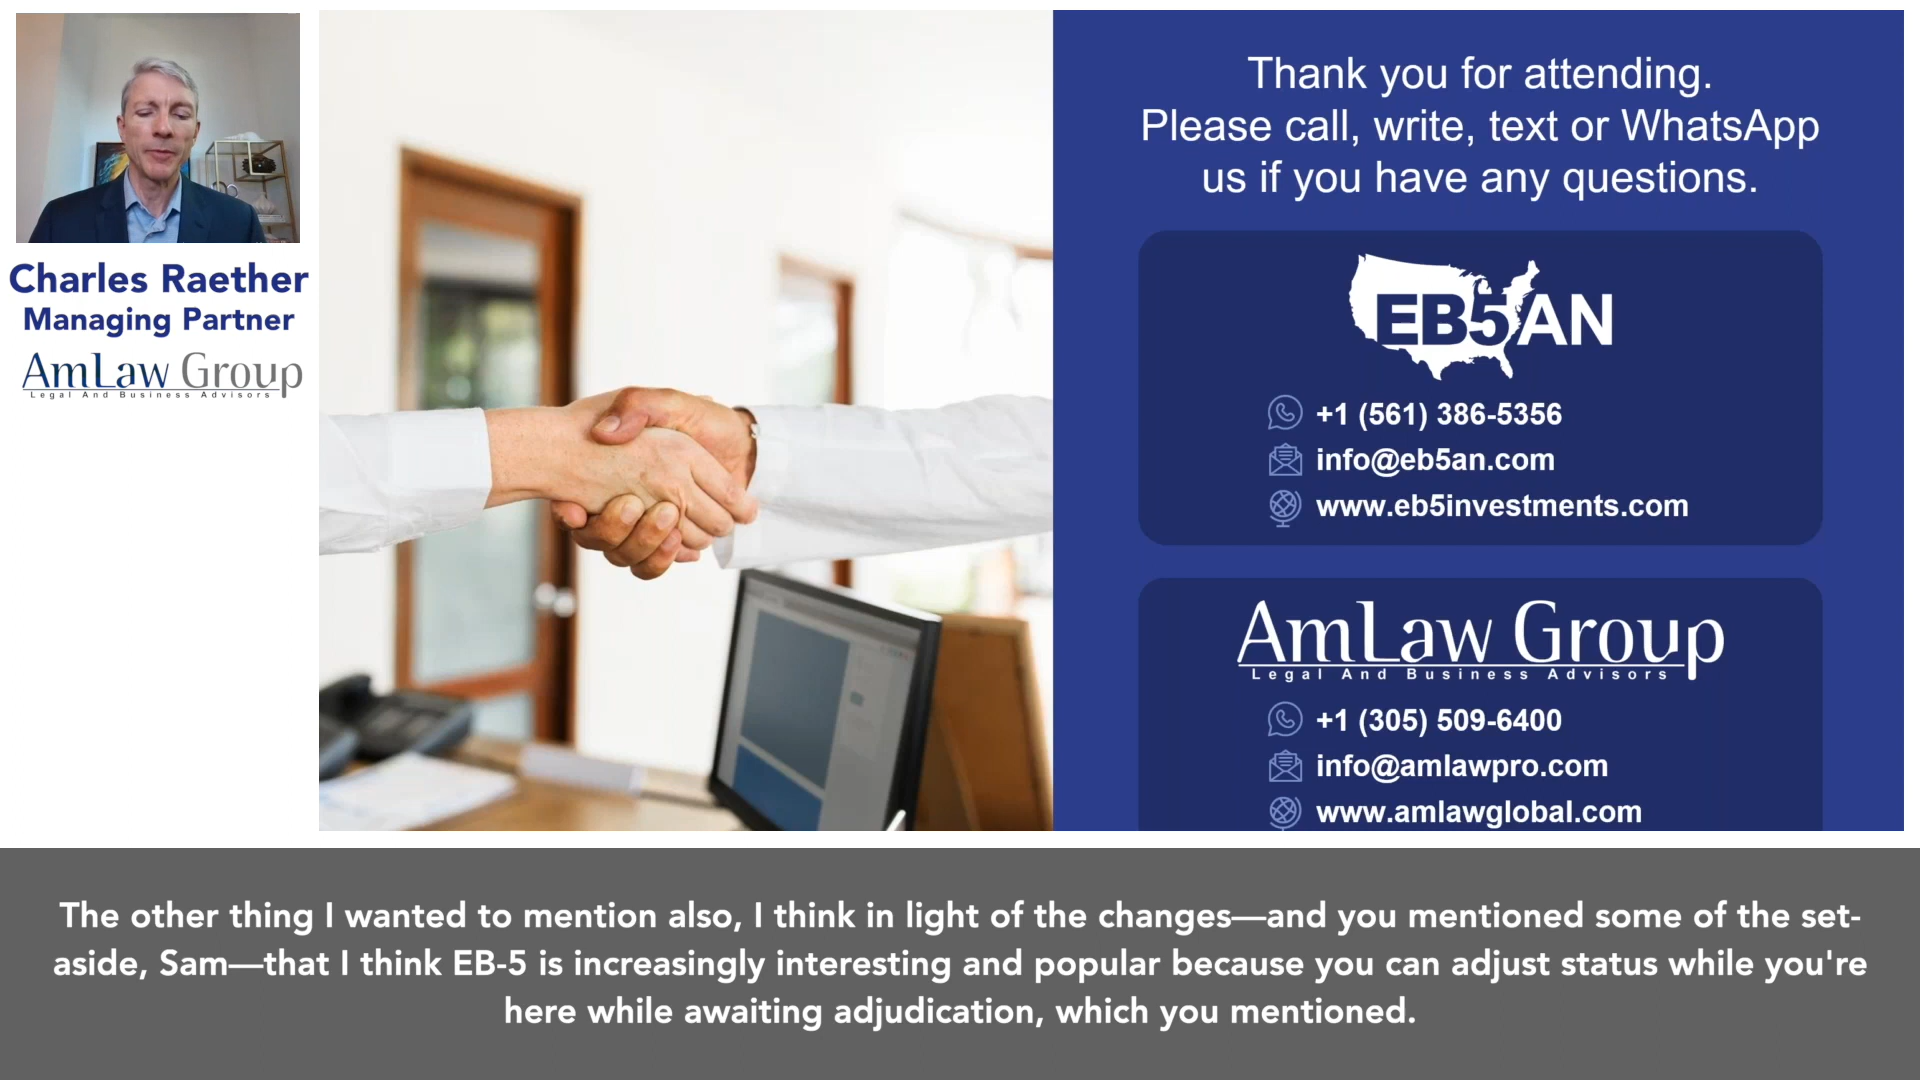 Charles Raether
Managing Partner
AmLaw Group
Legal And Business Advisors
Thank you for attending.
Please call, write, text or WhatsApp
us if you have any questions.
EB5AN
+1 (561) 386-5356
info@eb5an.com
www.eb5investments.com
AmLaw Group
Legal And Business Advisors
+1 (305) 509-6400
info@amlawpro.com
www.amlawglobal.com
The other thing I wanted to mention also, I think in light of the changes—and you mentioned some of the set-
aside, Sam—that I think EB-5 is increasingly interesting and popular because you can adjust status while you're
here while awaiting adjudication, which you mentioned.